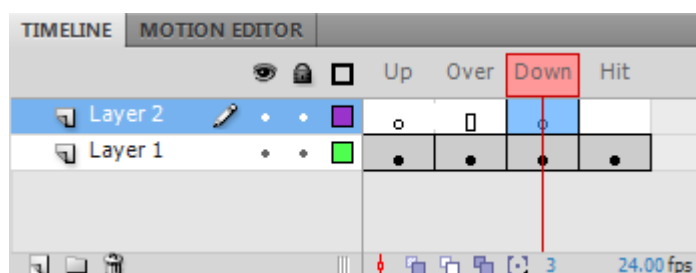 TIMELINE MOTION EDITOR
Up Over Down Hit
Layer 2
Layer 1
3 24.00 fps